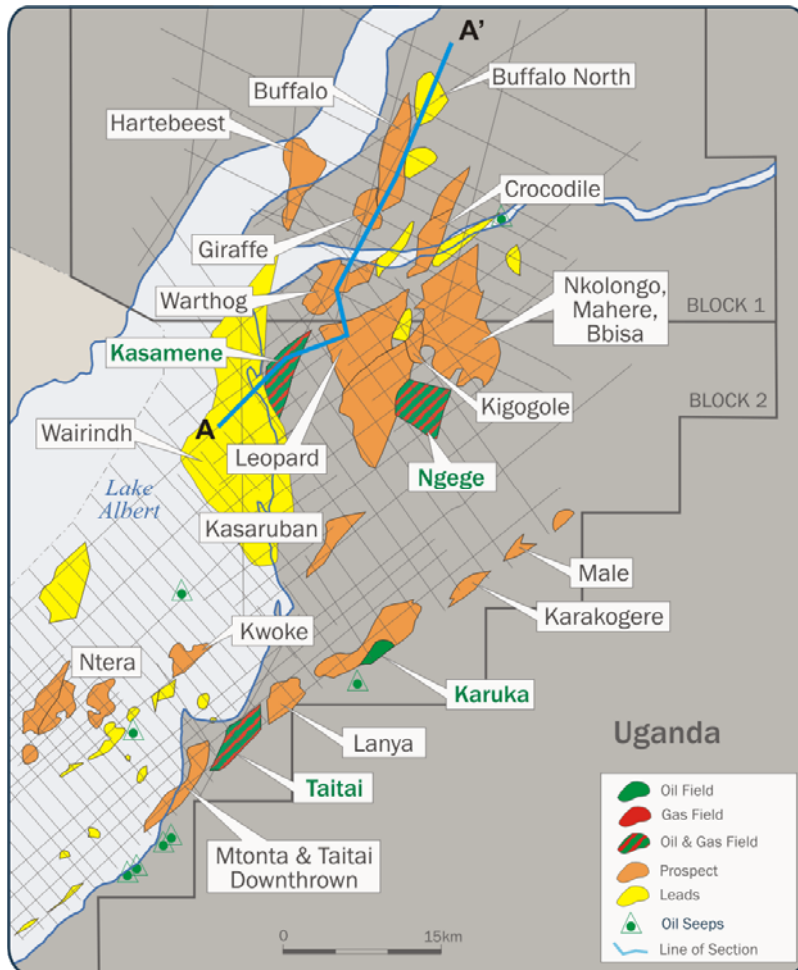 A'
Buffalo North
Buffalo
Hartebeest
Crocodile
Giraffe
Warthog
Nkolongo,
Mahere,
Bbisa
BLOCK 1
Kasamene
Kigogole
BLOCK 2
A
Wairindh
Leopard
Ngege
Lake
Albert
Kasaruban
Male
Karakogere
Kwoke
Ntera
Karuka
Lanya
Uganda
Taitai
Mtonta & Taitai
Downthrown
Oil Field
Gas Field
Oil & Gas Field
Prospect
Leads
Oil Seeps
Line of Section
0
15km